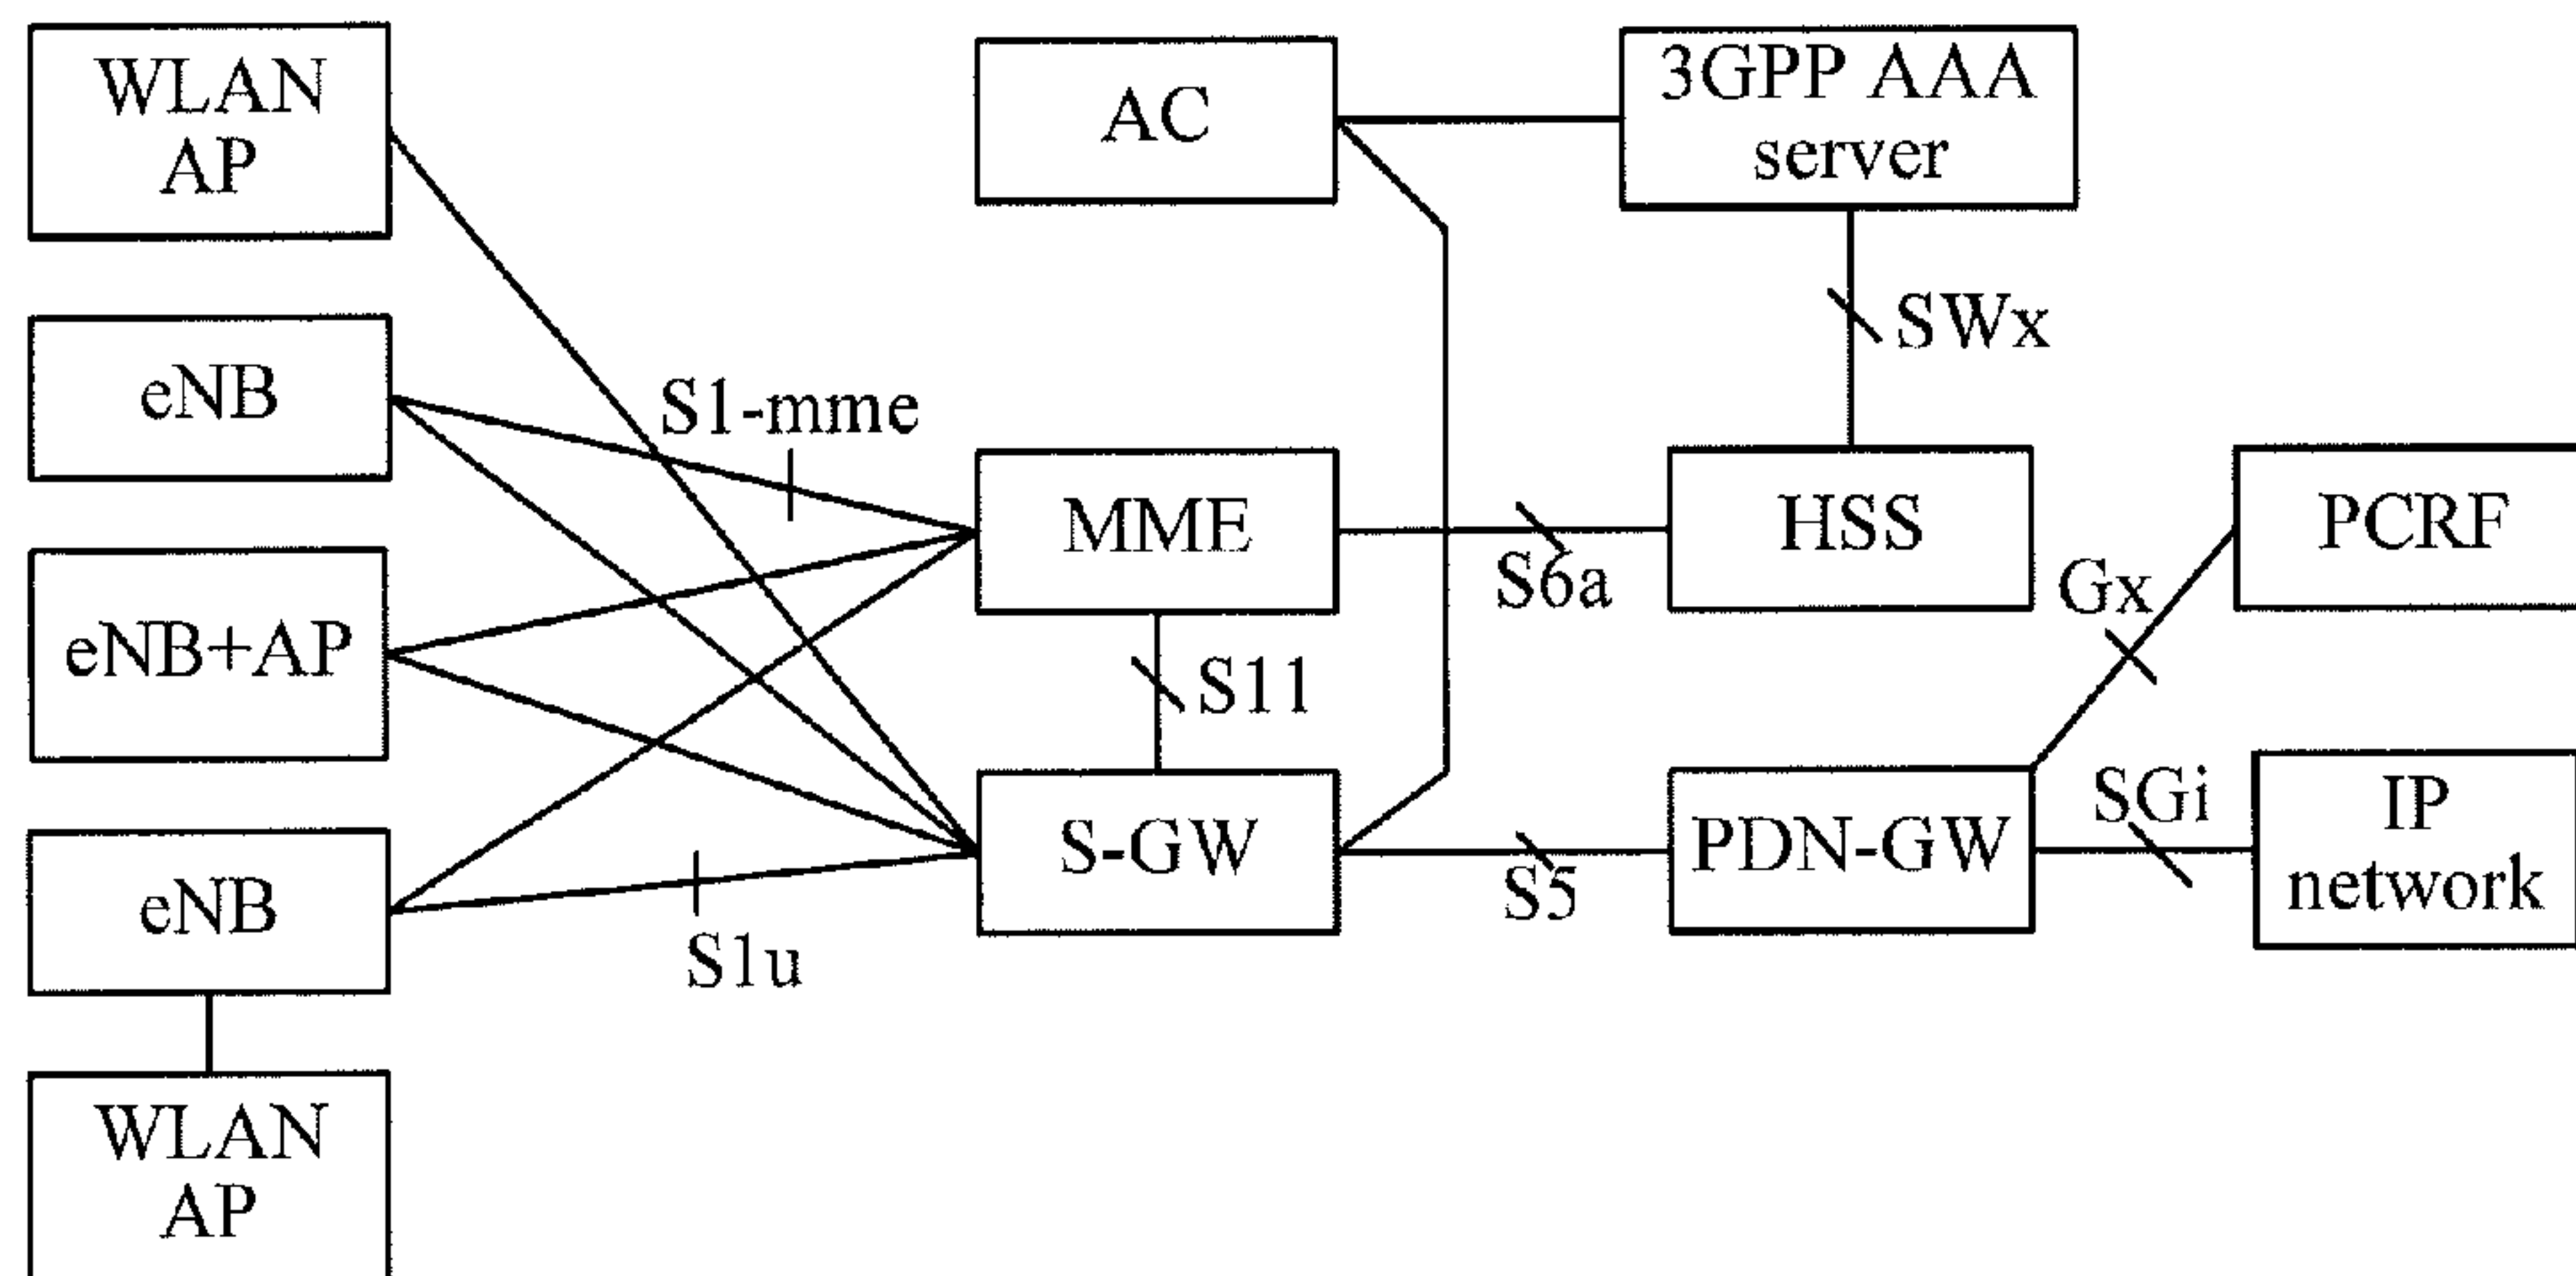 WLAN
AP
AC
3GPP AAA
server
SWx
eNB
S1-mme
MME
HSS
PCRF
S6a
Gx
eNB+AP
S11
S-GW
PDN-GW
SGi
IP
network
S5
eNB
S1u
WLAN
AP